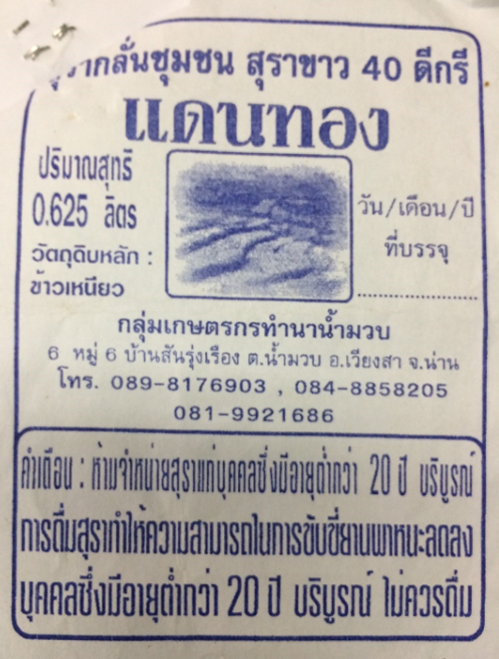 สุรากลั่นชุมชน สุราขาว 40 ดีกรี
แดนทอง
ปริมาณสุทธิ
0.625 ลิตร
วัตถุดิบหลัก :
ข้าวเหนียว
วัน/เดือน/ปี
ที่บรรจุ
กลุ่มเกษตรกรทำนาน้ำมวบ
6 หมู่ 6 บ้านสันรุ่งเรือง ต.น้ำมวบ อ.เวียงสา จ.น่าน
โทร. 089-8176903 , 084-8858205
081-9921686
คำเตือน : ห้ามจำหน่ายสุราแก่บุคคลซึ่งมีอายุต่ำกว่า 20 ปี บริบูรณ์
การดื่มสุราทำให้ความสามารถในการขับขี่ยานพาหนะลดลง
บุคคลซึ่งมีอายุต่ำกว่า 20 ปี บริบูรณ์ ไม่ควรดื่ม